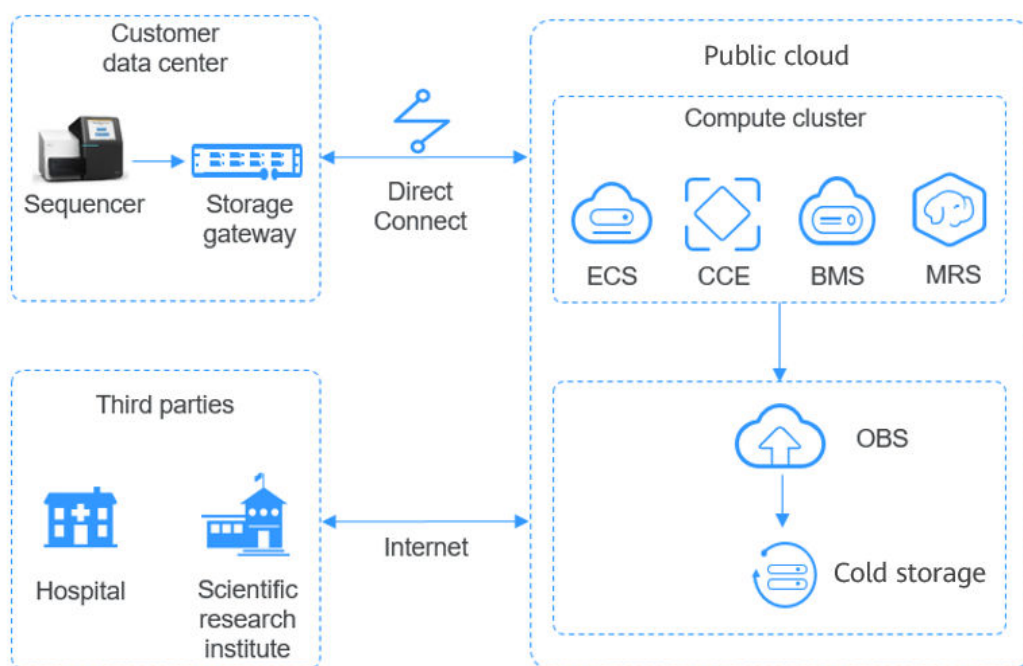 Customer
data center
Sequencer
Storage
gateway
Direct
Connect
Public cloud
Compute cluster
ECS
CCE
BMS
MRS
Third parties
Hospital
Scientific
research
institute
Internet
OBS
Cold storage